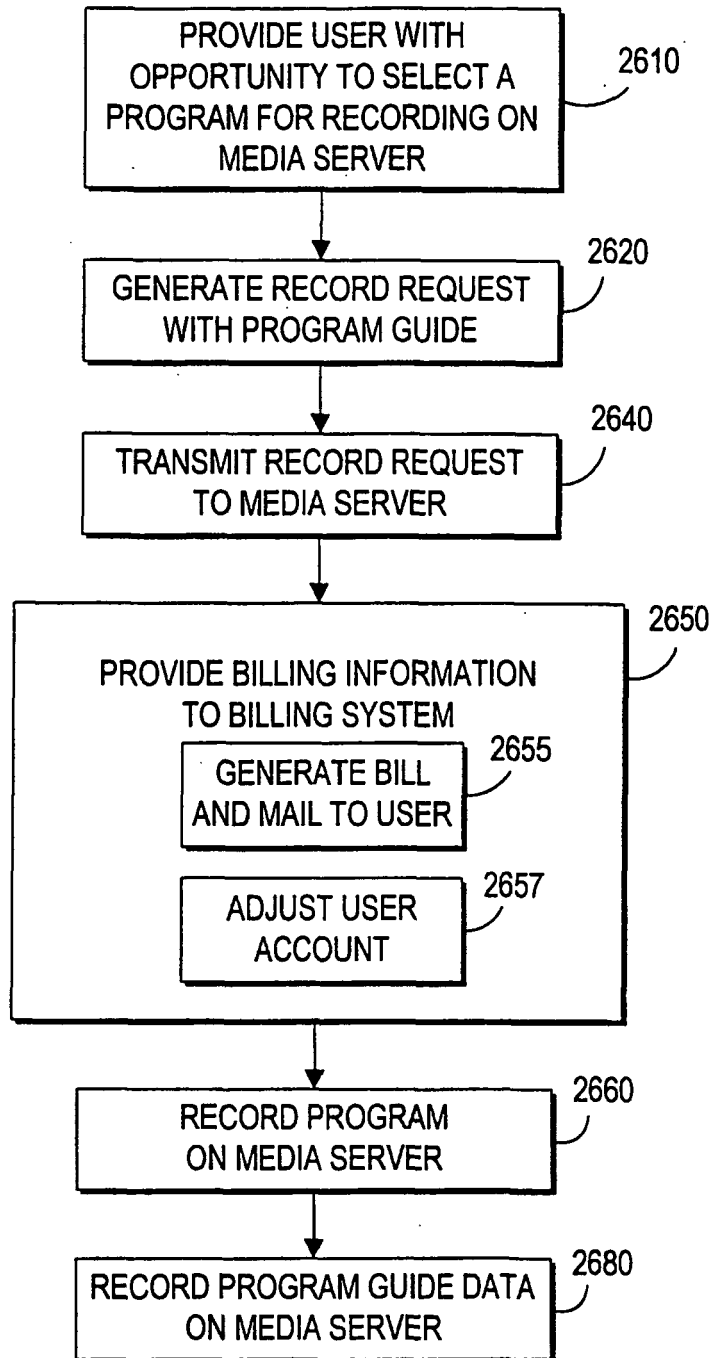 PROVIDE USER WITH
OPPORTUNITY TO SELECT A
PROGRAM FOR RECORDING ON
MEDIA SERVER
2610
GENERATE RECORD REQUEST
WITH PROGRAM GUIDE
2620
TRANSMIT RECORD REQUEST
TO MEDIA SERVER
2640
PROVIDE BILLING INFORMATION
TO BILLING SYSTEM
2650
GENERATE BILL
AND MAIL TO USER
2655
ADJUST USER
ACCOUNT
2657
RECORD PROGRAM
ON MEDIA SERVER
2660
RECORD PROGRAM GUIDE DATA
ON MEDIA SERVER
2680